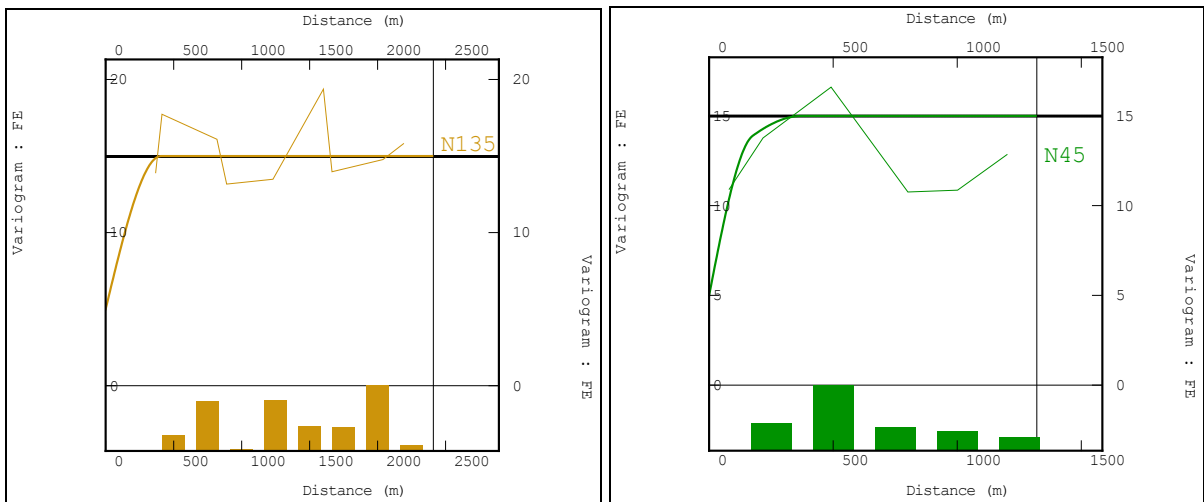 Distance (m)
0 500 1000 1500 2000 2500
20 20
Variogram : FE
N135
10 10
Variogram : FE
0 0
0 500 1000 1500 2000 2500
Distance (m)
Distance (m)
0 500 1000 1500
Variogram : FE
15 15
N45
10 10
Variogram : FE
5 5
0 0
0 500 1000 1500
Distance (m)